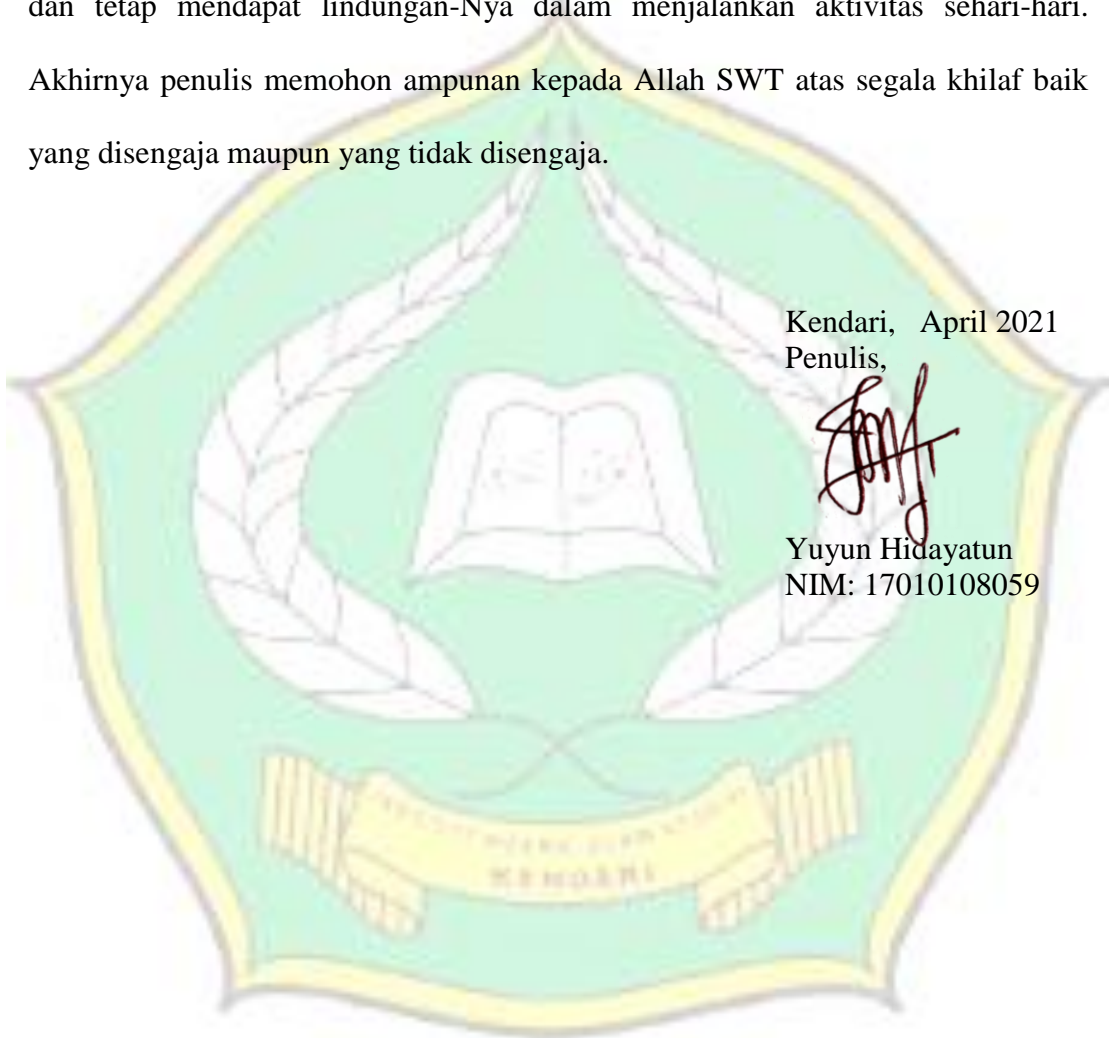 dan tetap mendapat lindungan-Nya dalam menjalankan aktivitas sehari-hari.
Akhirnya penulis memohon ampunan kepada Allah SWT atas segala khilaf baik
yang disengaja maupun yang tidak disengaja.
Kendari, April 2021
Penulis,
Yuyun Hidayatun
NIM: 17010108059
KENDARI